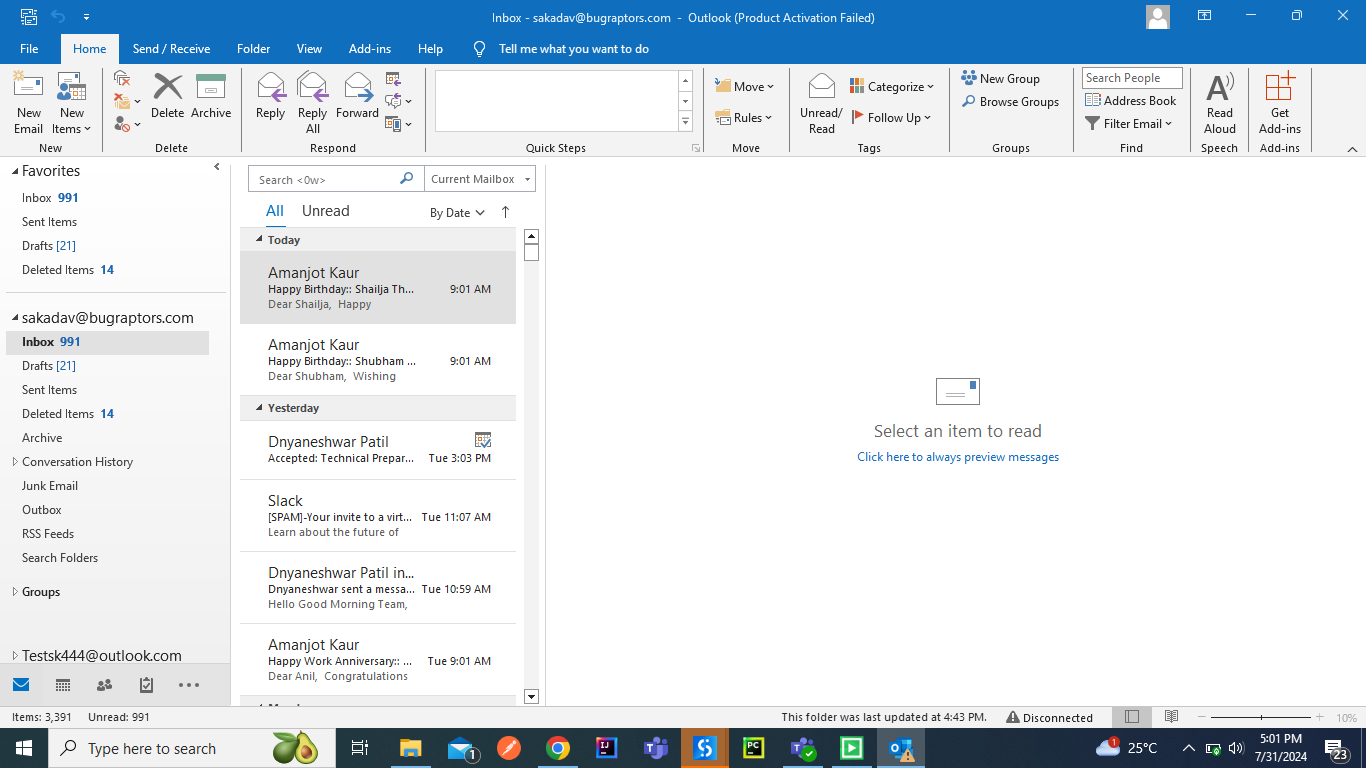 Inbox - sakadav@bugraptors.com - Outlook (Product Activation Failed)
File Home Send / Receive Folder View Add-ins Help Tell me what you want to do
New Email
New Items
New
Delete
Archive
Delete
Reply
Reply All
Forward
Respond
Quick Steps
Move
Rules
Move
Unread/ Read
Categorize
Follow Up
Tags
New Group
Browse Groups
Groups
Search People
Address Book
Filter Email
Find
Read Aloud
Speech
Get Add-ins
Add-ins
Favorites
Inbox 991
Sent Items
Drafts [21]
Deleted Items 14
sakadav@bugraptors.com
Inbox 991
Drafts [21]
Sent Items
Deleted Items 14
Archive
Conversation History
Junk Email
Outbox
RSS Feeds
Search Folders
Groups
Testsk444@outlook.com
Search <0w> Current Mailbox
All Unread By Date
Today
Amanjot Kaur
Happy Birthday:: Shailja Th... 9:01 AM
Dear Shailja, Happy
Amanjot Kaur
Happy Birthday:: Shubham ... 9:01 AM
Dear Shubham, Wishing
Yesterday
Dnyaneshwar Patil
Accepted: Technical Prepar... Tue 3:03 PM
Slack
[SPAM]-Your invite to a virt... Tue 11:07 AM
Learn about the future of
Dnyaneshwar Patil in...
Dnyaneshwar sent a messa... Tue 10:59 AM
Hello Good Morning Team,
Amanjot Kaur
Happy Work Anniversary:: ... Tue 9:01 AM
Dear Anil, Congratulations
Select an item to read
Click here to always preview messages
Items: 3,391 Unread: 991 This folder was last updated at 4:43 PM. Disconnected 10%
Type here to search
1
1
25°C
5:01 PM
7/31/2024
23